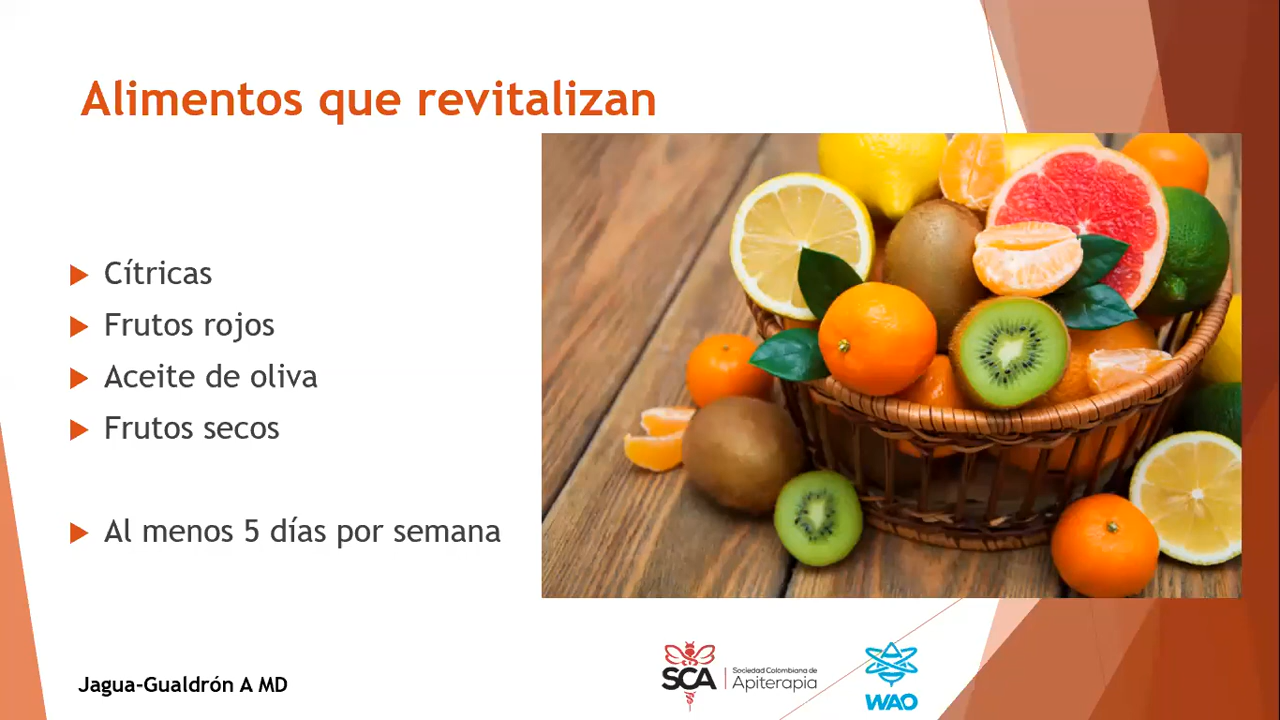 Alimentos que revitalizan
Cítricas
Frutos rojos
Aceite de oliva
Frutos secos
Al menos 5 días por semana
Jagua-Gualdrón A MD
SCA
Sociedad Colombiana de
Apiterapia
WAO